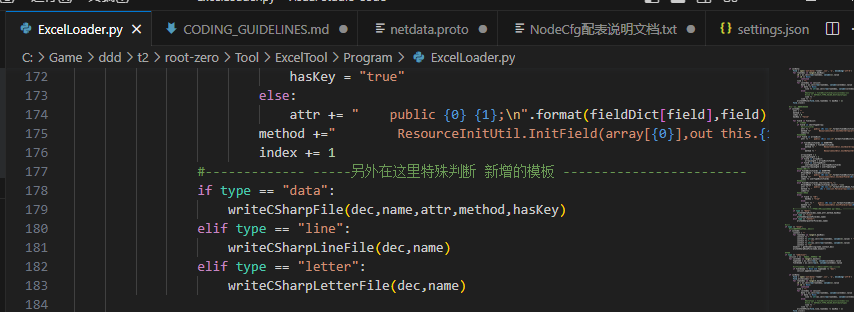 ExcelLoader.py
CODING_GUIDELINES.md
netdata.proto
NodeCfg配表说明文档.txt
settings.json
C: > Game > ddd > t2 > root-zero > Tool > ExcelTool > Program > ExcelLoader.py
172 hasKey = "true"
173 else:
174 attr += "    public {0} {1};\n".format(fieldDict[field],field)
175 method +="        ResourceInitUtil.InitField(array[{0}],out this.{
176 index += 1
177 #------------- -----另外在这里特殊判断 新增的模板 ------------------------
178 if type == "data":
179 writeCSharpFile(dec,name,attr,method,hasKey)
180 elif type == "line":
181 writeCSharpLineFile(dec,name)
182 elif type == "letter":
183 writeCSharpLetterFile(dec,name)
184